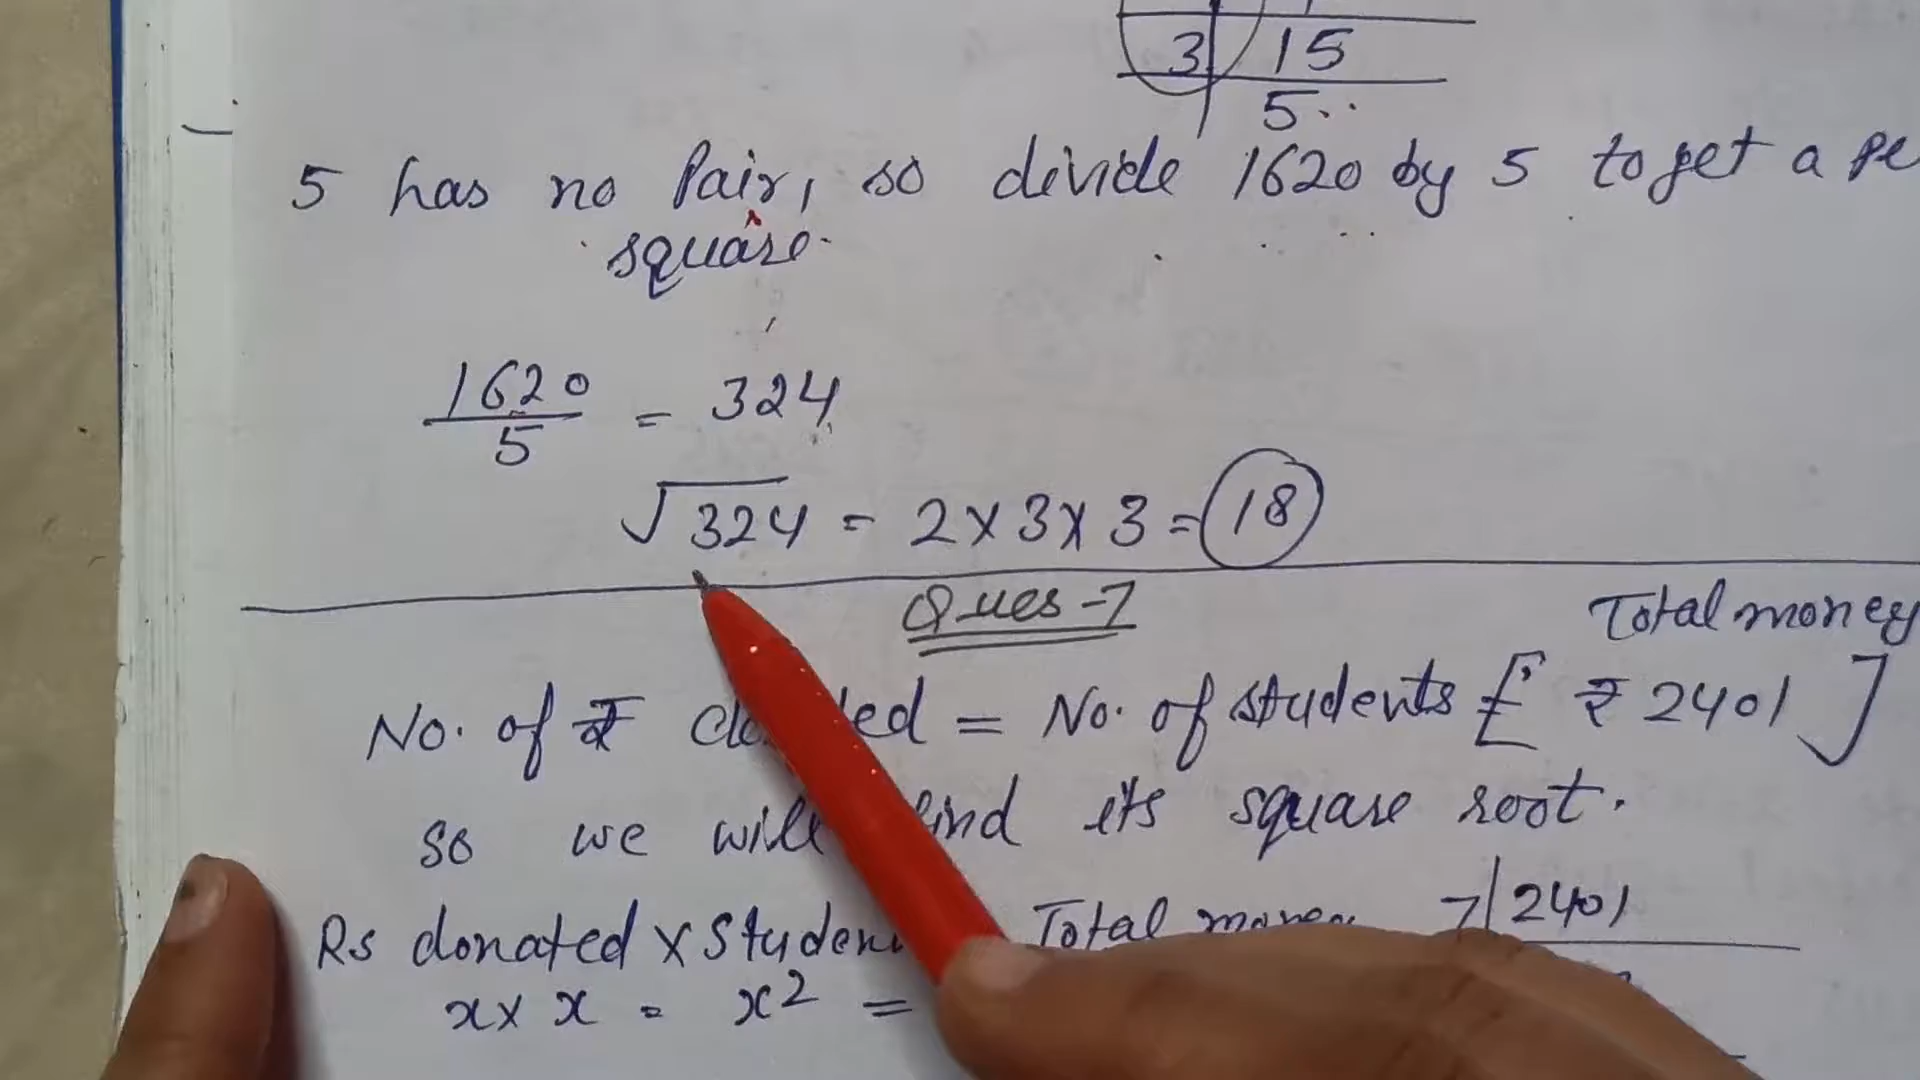 3 15
5
5 has no Pair, so divide 1620 by 5 to get a pe
square.
1620
5
= 324
√324 = 2 x 3 x 3 = 18
Ques-7
Total money
No. of ₹ = No. of students [ ₹ 2401 ]
so we will find its square root.
Rs donated x Total money 7 2401
x x x = x² =